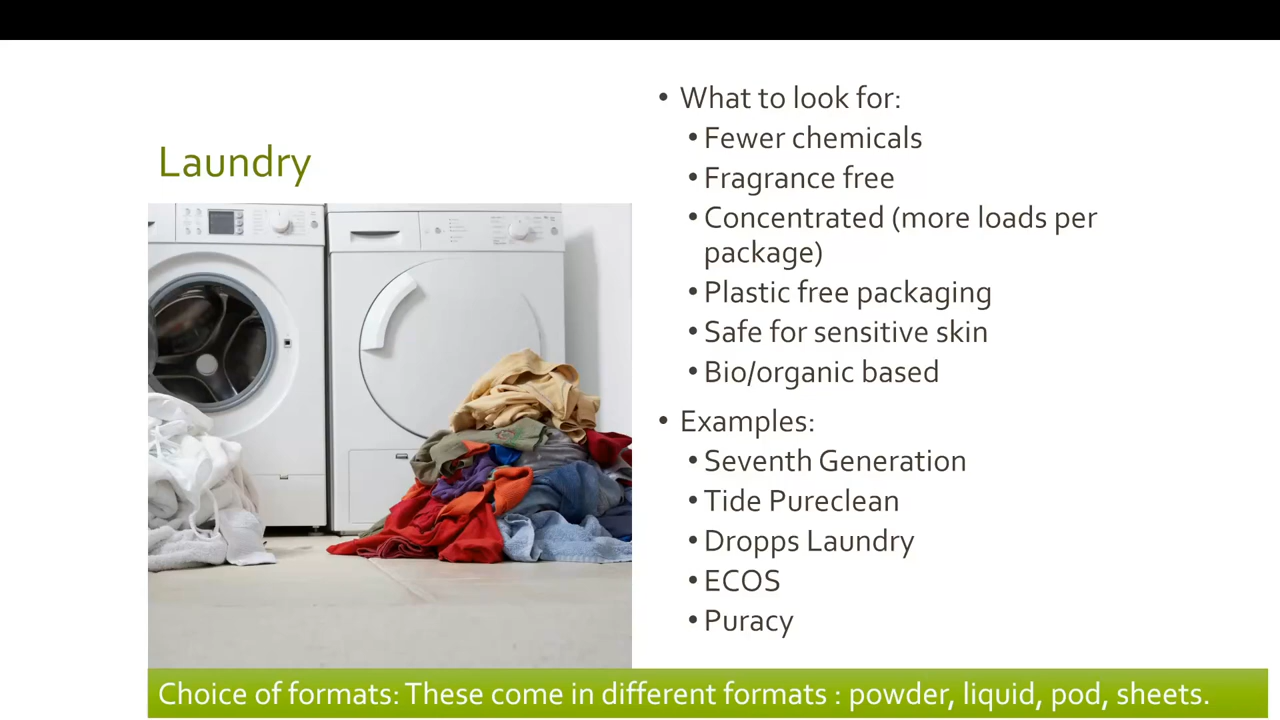 Laundry
• What to look for:
• Fewer chemicals
• Fragrance free
• Concentrated (more loads per
package)
• Plastic free packaging
• Safe for sensitive skin
• Bio/organic based
• Examples:
• Seventh Generation
• Tide Pureclean
• Dropps Laundry
• ECOS
• Puracy
Choice of formats: These come in different formats : powder, liquid, pod, sheets.